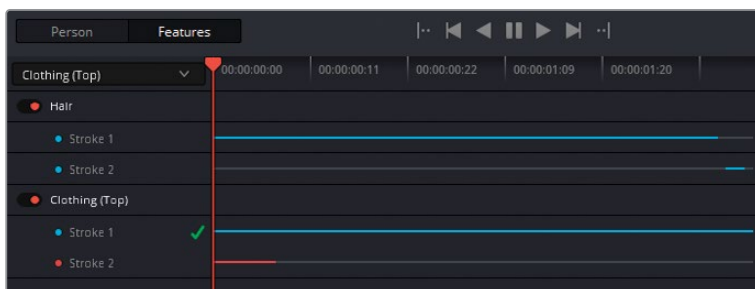 Person Features
Clothing (Top) 00:00:00:00 00:00:00:11 00:00:00:22 00:00:01:09 00:00:01:20
Hair
Stroke 1
Stroke 2
Clothing (Top)
Stroke 1
Stroke 2